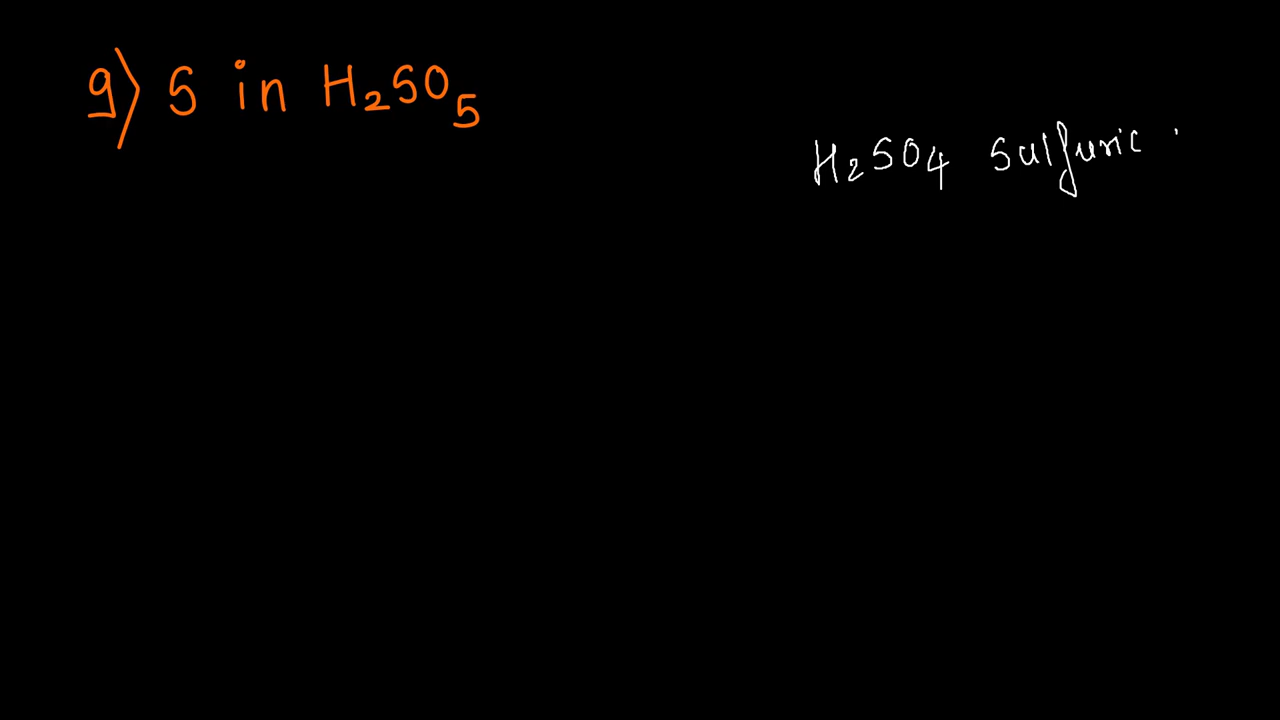 9) S in H₂SO₅
H₂SO₄ Sulfuric